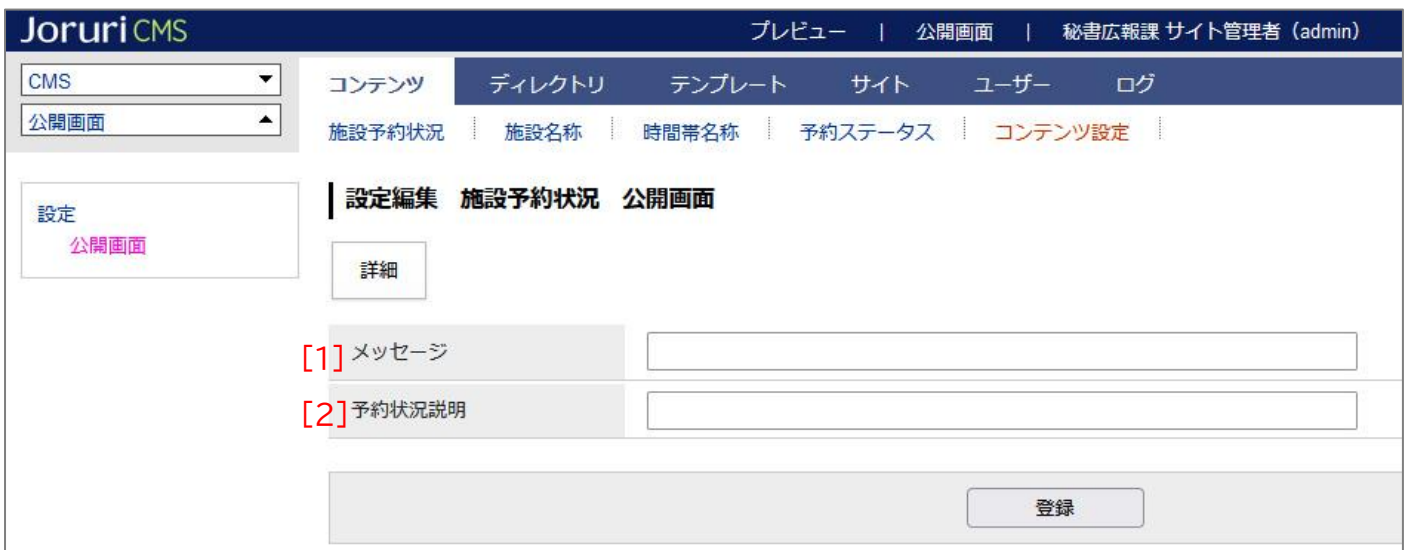 Joruri CMS プレビュー | 公開画面 | 秘書広報課 サイト管理者（admin）
CMS
公開画面
コンテンツ ディレクトリ テンプレート サイト ユーザー ログ
施設予約状況 施設名称 時間帯名称 予約ステータス コンテンツ設定
設定
公開画面
設定編集 施設予約状況 公開画面
詳細
[1] メッセージ
[2] 予約状況説明
登録